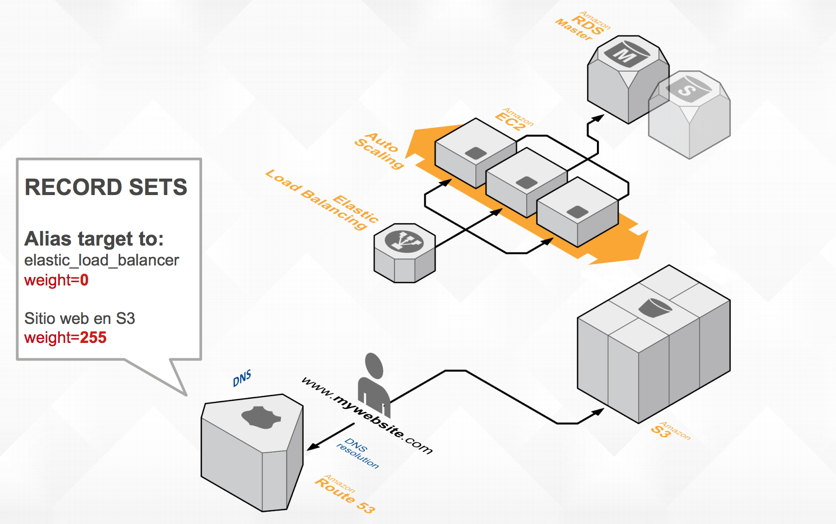 Amazon
RDS
Master
M
S
Amazon
EC2
Auto
Scaling
Elastic
Load Balancing
RECORD SETS
Alias target to:
elastic_load_balancer
weight=0
Sitio web en S3
weight=255
DNS
www.mywebsite.com
DNS
resolution
Amazon
Route 53
Amazon
S3